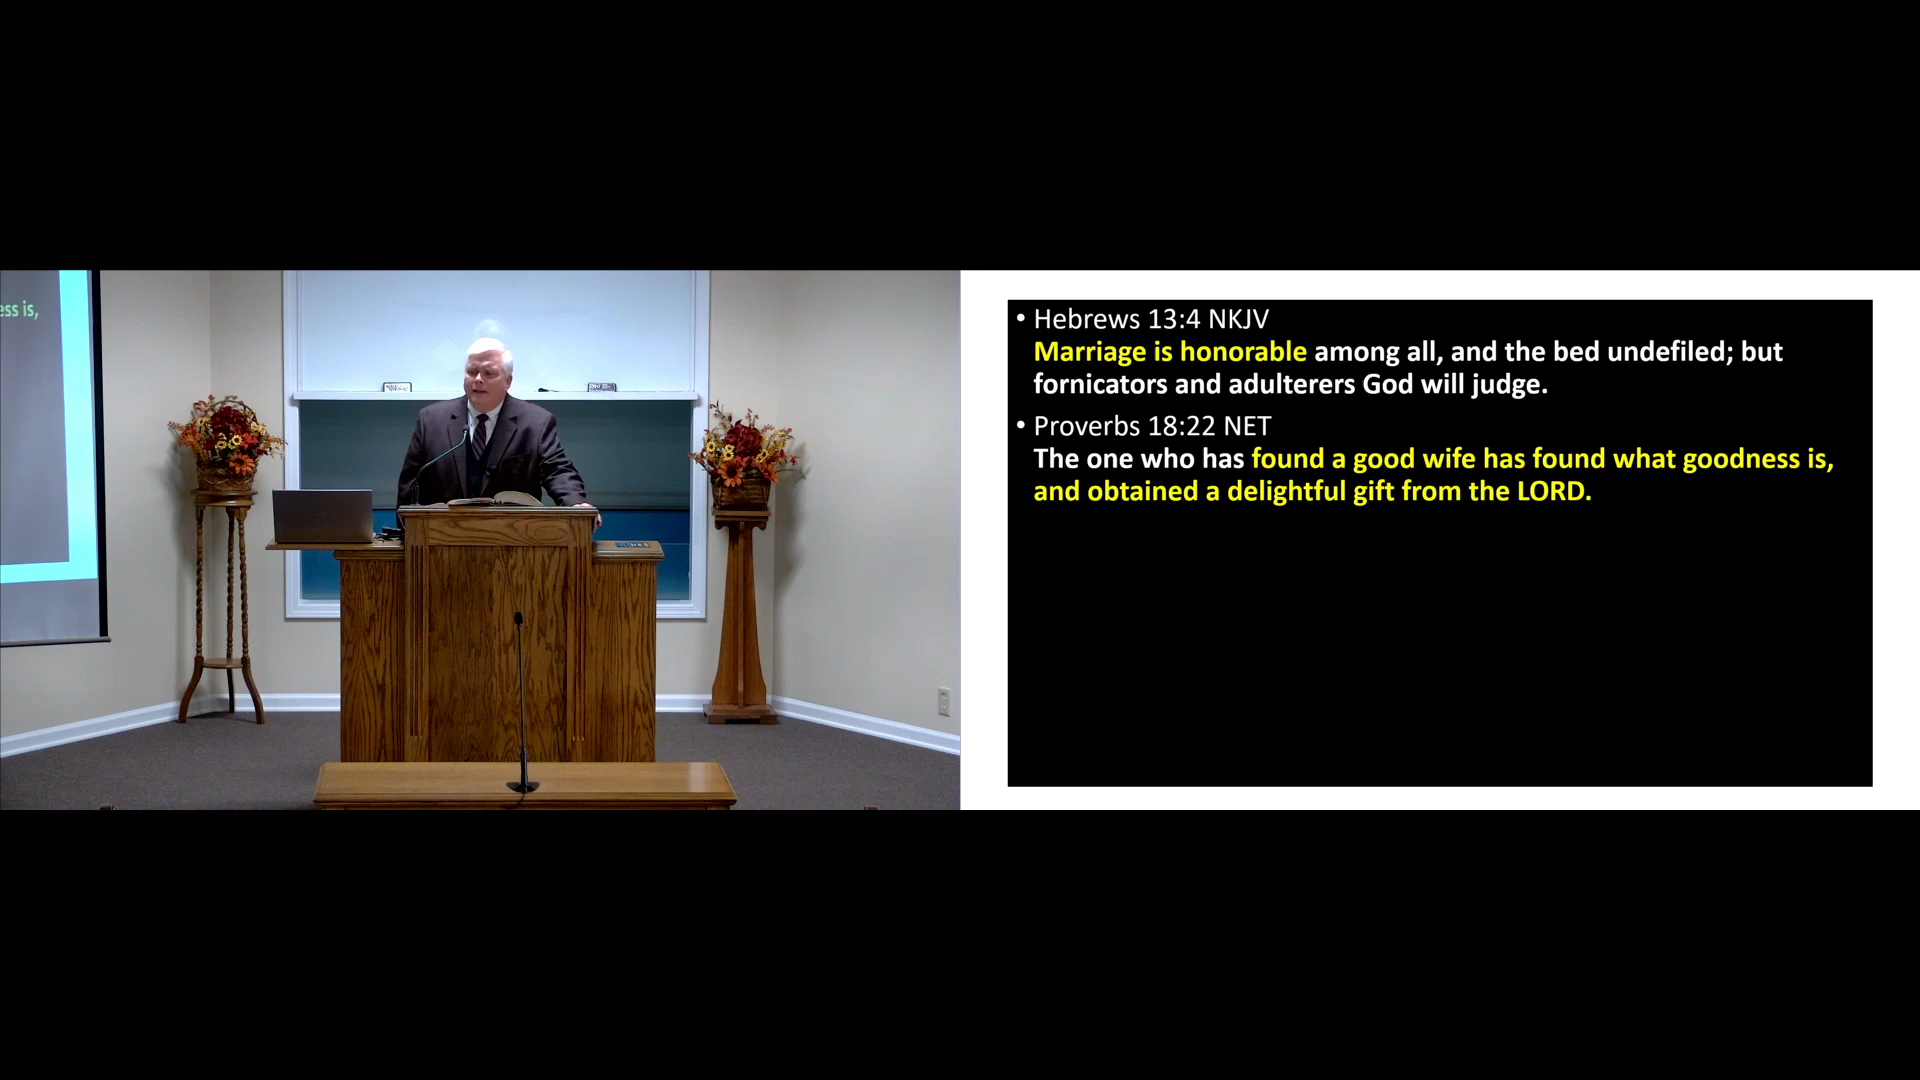 ess is,
• Hebrews 13:4 NKJV
Marriage is honorable among all, and the bed undefiled; but
fornicators and adulterers God will judge.
• Proverbs 18:22 NET
The one who has found a good wife has found what goodness is,
and obtained a delightful gift from the LORD.